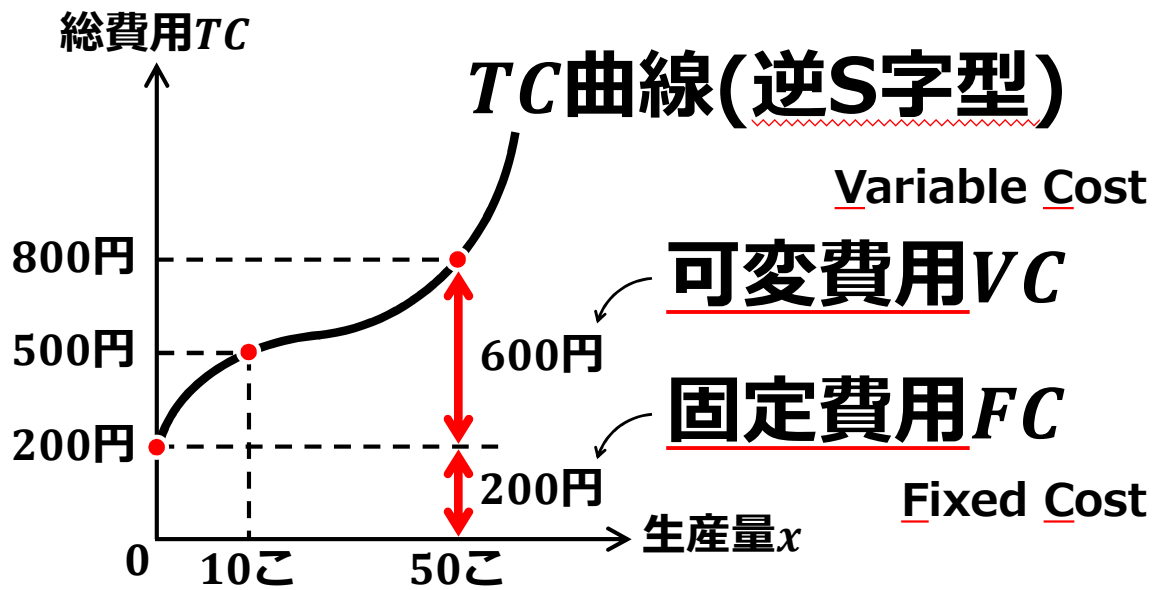 総費用TC
TC曲線(逆S字型)
Variable Cost
800円
可変費用VC
500円
600円
固定費用FC
200円
200円
Fixed Cost
生産量x
0
10こ
50こ